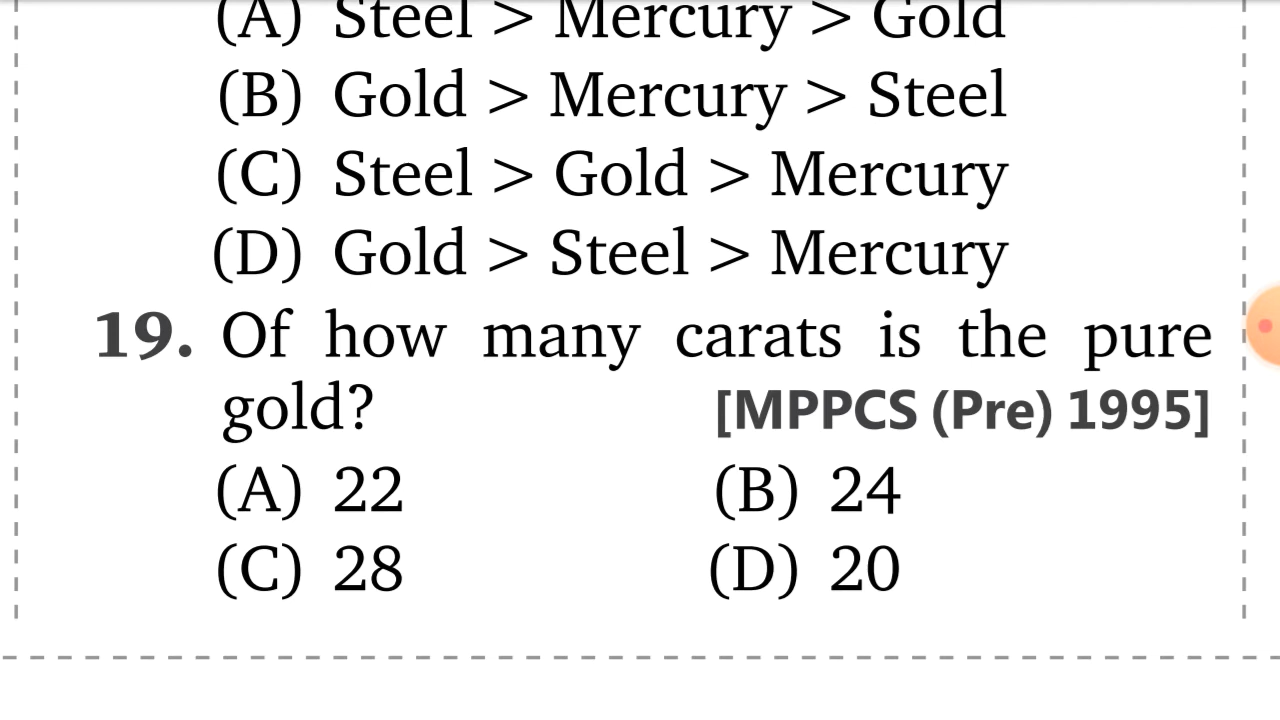 (A) Steel > Mercury > Gold
(B) Gold > Mercury > Steel
(C) Steel > Gold > Mercury
(D) Gold > Steel > Mercury
19. Of how many carats is the pure
gold? [MPPCS (Pre) 1995]
(A) 22 (B) 24
(C) 28 (D) 20